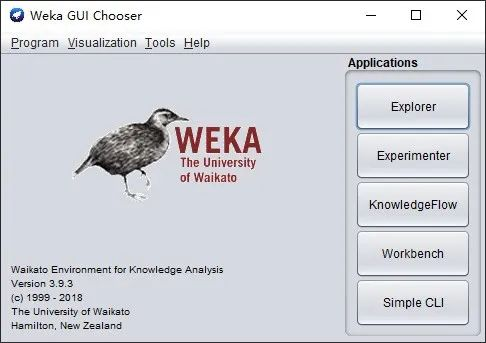 Weka GUI Chooser
Program Visualization Tools Help
Applications
Explorer
Experimenter
KnowledgeFlow
Workbench
Simple CLI
WEKA
The University
of Waikato
Waikato Environment for Knowledge Analysis
Version 3.9.3
(c) 1999 - 2018
The University of Waikato
Hamilton, New Zealand